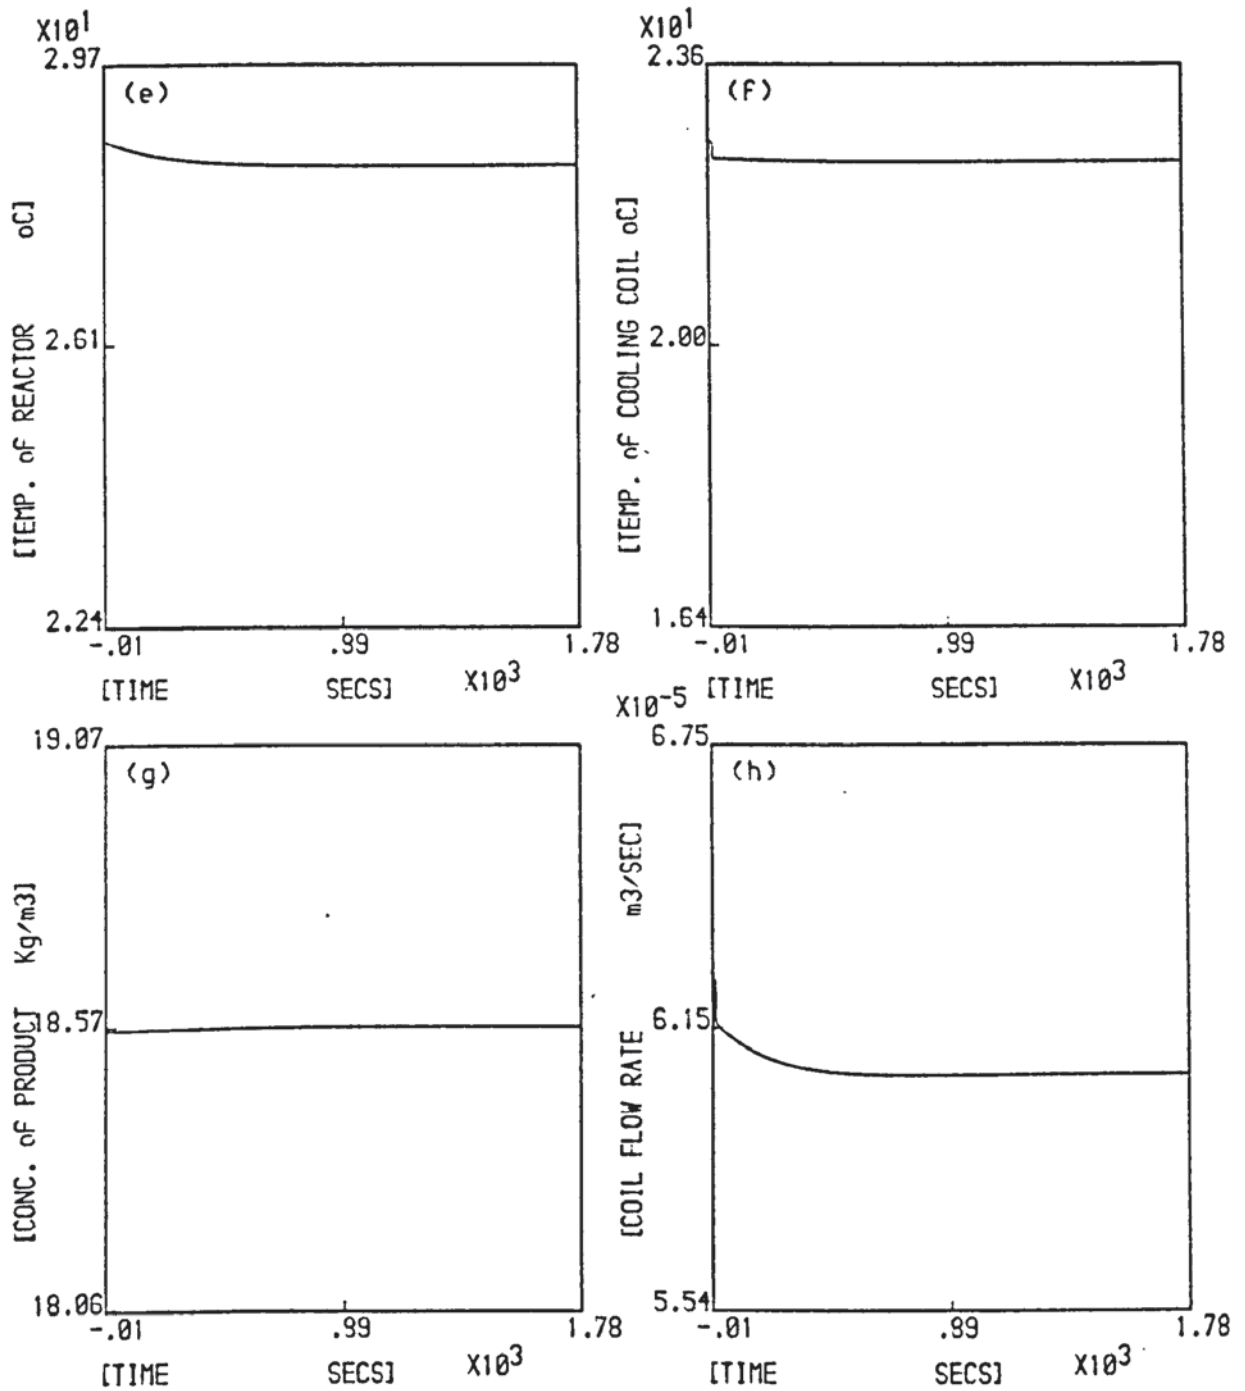 X10¹
2.97
(e)
[TEMP. of REACTOR oC]
2.61
2.24
-.01 .99 1.78
[TIME SECS] X10³
X10¹
2.36
(f)
[TEMP. of COOLING COIL oC]
2.00
1.64
-.01 .99 1.78
[TIME SECS] X10³
19.07
(g)
[CONC. of PRODUCT Kg/m3]
18.57
18.06
-.01 .99 1.78
[TIME SECS] X10³
X10⁻⁵
6.75
(h)
[COIL FLOW RATE m3/SEC]
6.15
5.54
-.01 .99 1.78
[TIME SECS] X10³